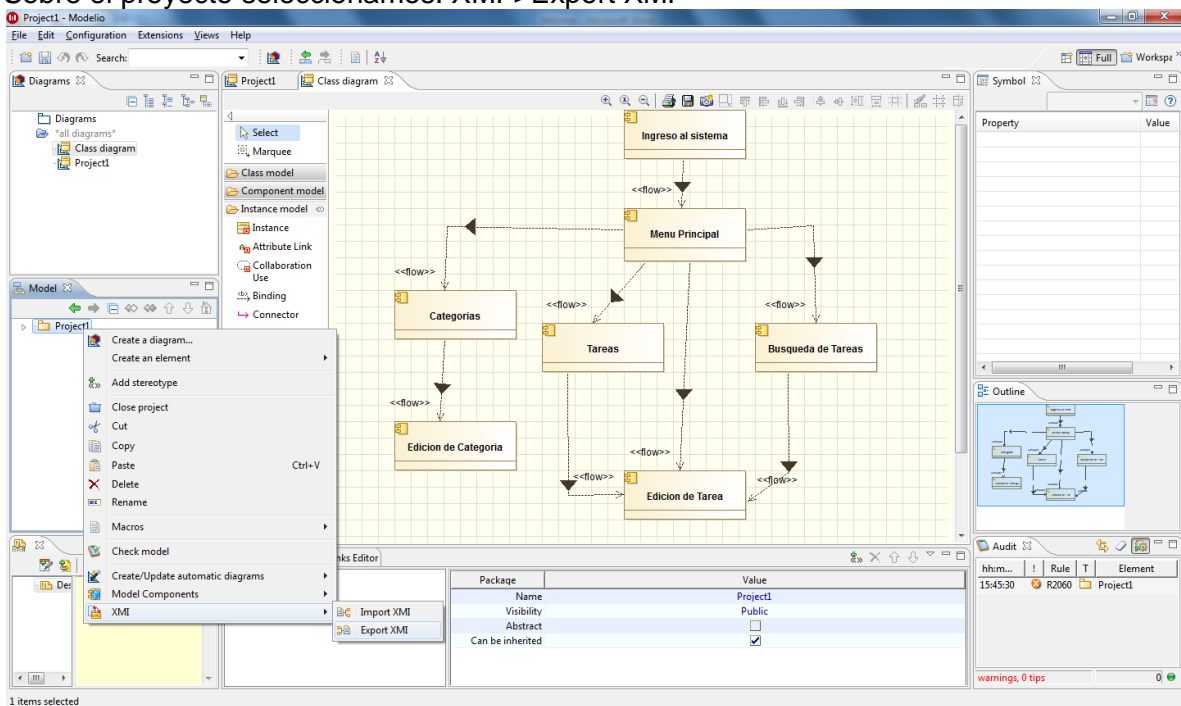 Sobre el proyecto seleccionamos: XMI->Export XMI
Project1 - Modelio
File Edit Configuration Extensions Views Help
Search:
Full
Workspa
Diagrams
Diagrams
*all diagrams*
Class diagram
Project1
Model
Project1
Create a diagram...
Create an element
Add stereotype
Close project
Cut
Copy
Paste Ctrl+V
Delete
Rename
Macros
Check model
Create/Update automatic diagrams
Model Components
XMI
Import XMI
Export XMI
Project1
Class diagram
Select
Marquee
Class model
Component model
Instance model
Instance
Attribute Link
Collaboration
Use
Binding
Connector
Ingreso al sistema
<<flow>>
Menu Principal
<<flow>>
<<flow>>
<<flow>>
Categorias
Tareas
Busqueda de Tareas
<<flow>>
Edicion de Categoria
<<flow>>
<<flow>>
<<flow>>
Edicion de Tarea
nks Editor
Package Value
Name Project1
Visibility Public
Abstract
Can be inherited
Symbol
Property Value
Outline
Audit
hh:m... ! Rule T Element
15:45:30 R2060 Project1
warnings, 0 tips 0
Des
1 items selected